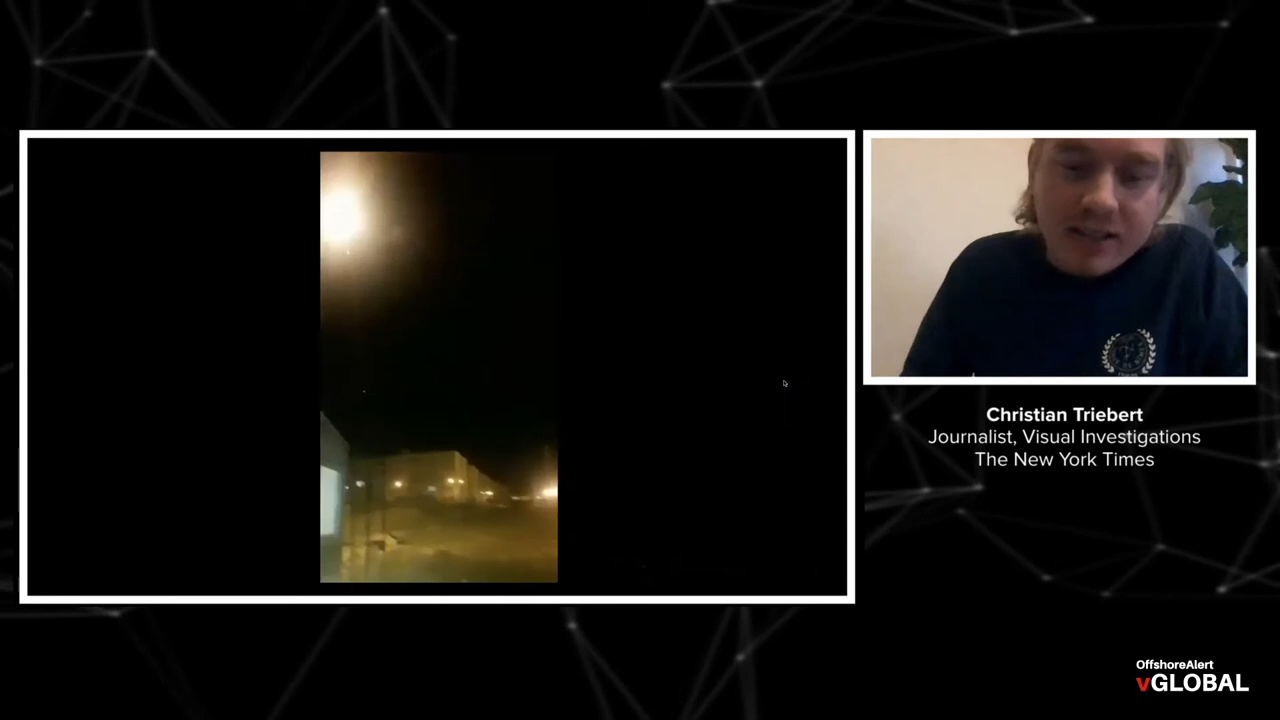 Christian Triebert
Journalist, Visual Investigations
The New York Times
OffshoreAlert
vGLOBAL